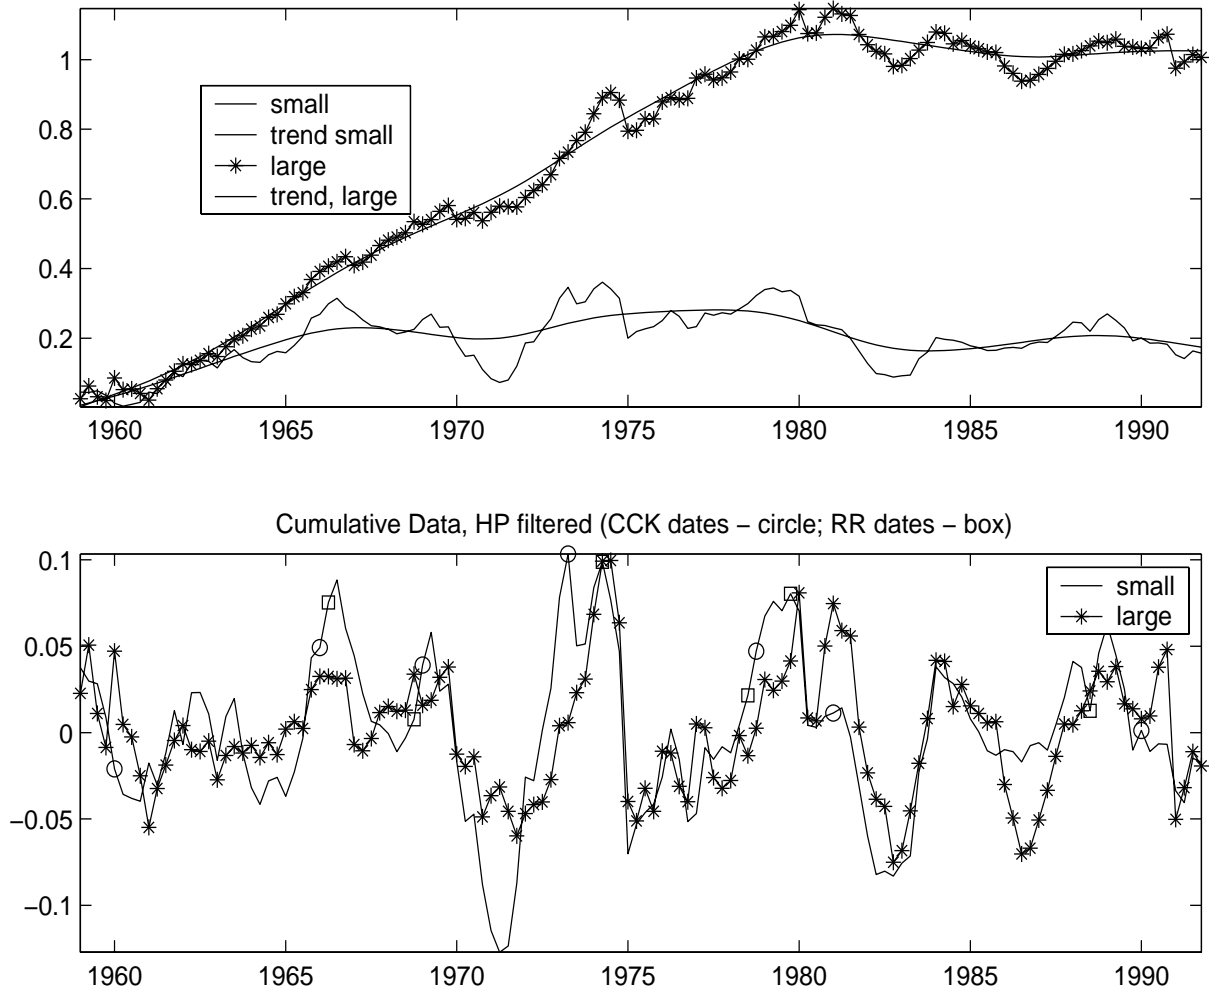 1
0.8
0.6
0.4
0.2
small
trend small
large
trend, large
1960 1965 1970 1975 1980 1985 1990
Cumulative Data, HP filtered (CCK dates − circle; RR dates − box)
0.1
0.05
0
−0.05
−0.1
small
large
1960 1965 1970 1975 1980 1985 1990